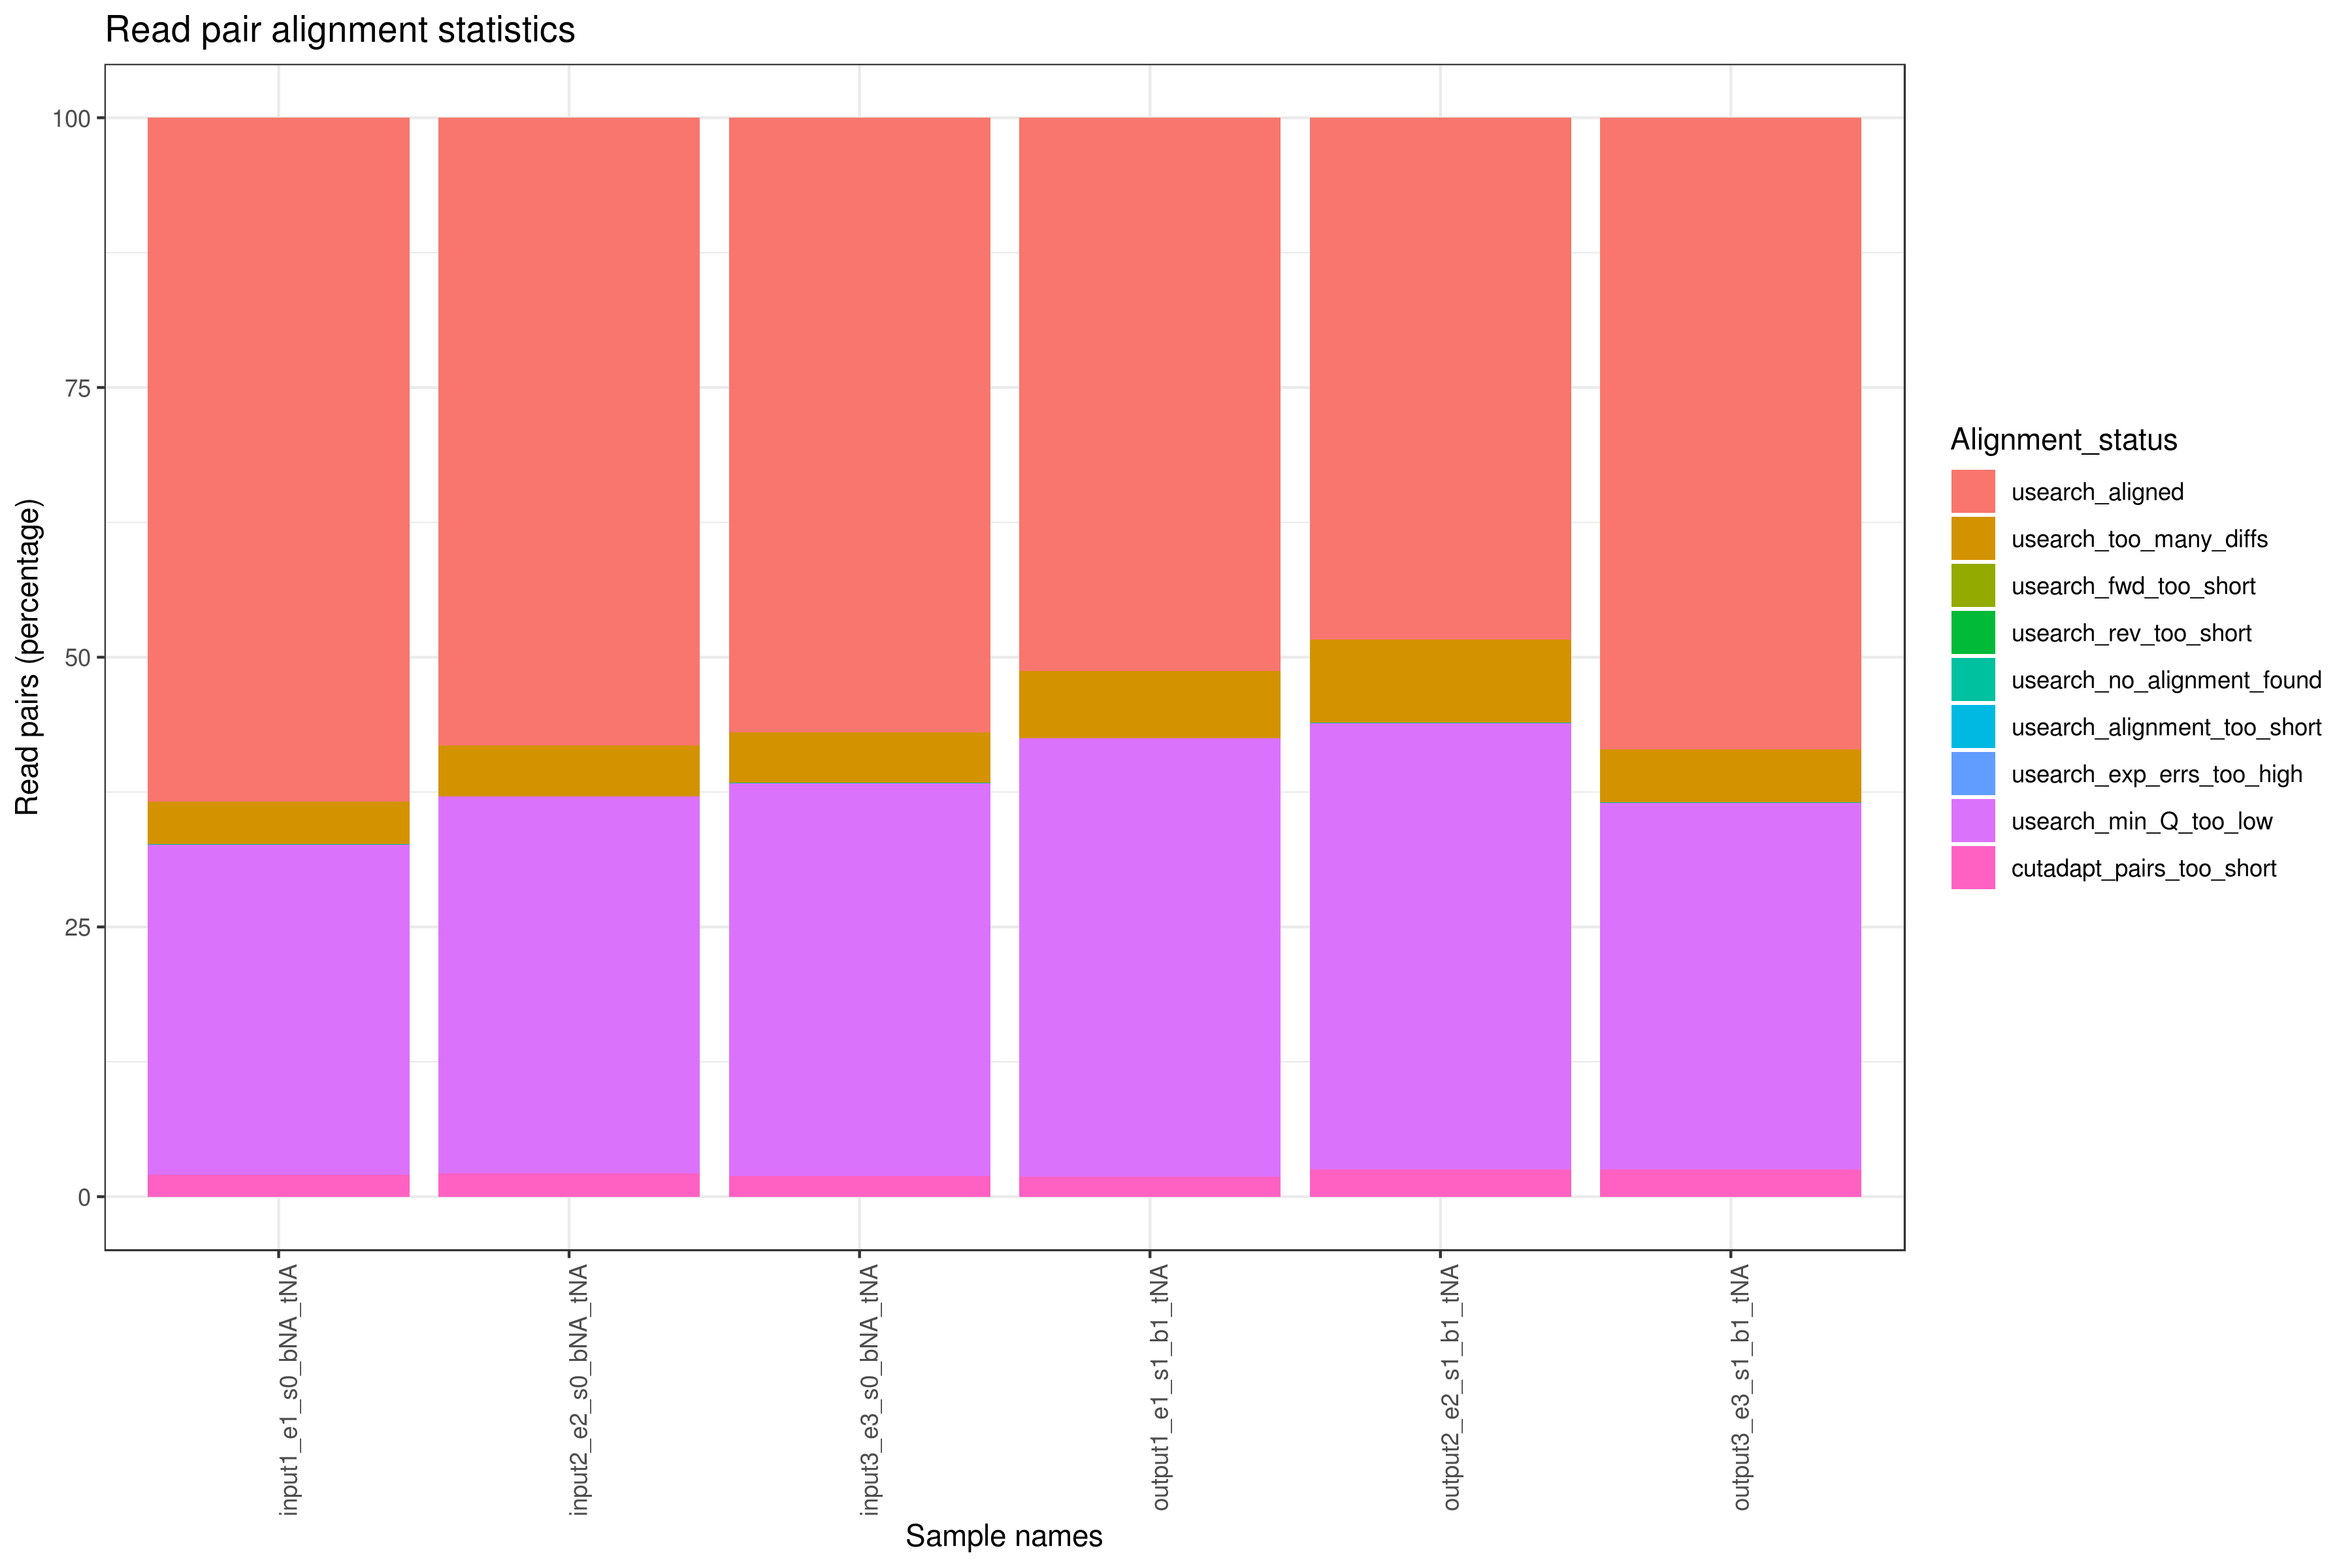 Read pair alignment statistics
Read pairs (percentage)
100
75
50
25
0
input1_e1_s0_bNA_tNA
input2_e2_s0_bNA_tNA
input3_e3_s0_bNA_tNA
output1_e1_s1_b1_tNA
output2_e2_s1_b1_tNA
output3_e3_s1_b1_tNA
Sample names
Alignment_status
usearch_aligned
usearch_too_many_diffs
usearch_fwd_too_short
usearch_rev_too_short
usearch_no_alignment_found
usearch_alignment_too_short
usearch_exp_errs_too_high
usearch_min_Q_too_low
cutadapt_pairs_too_short